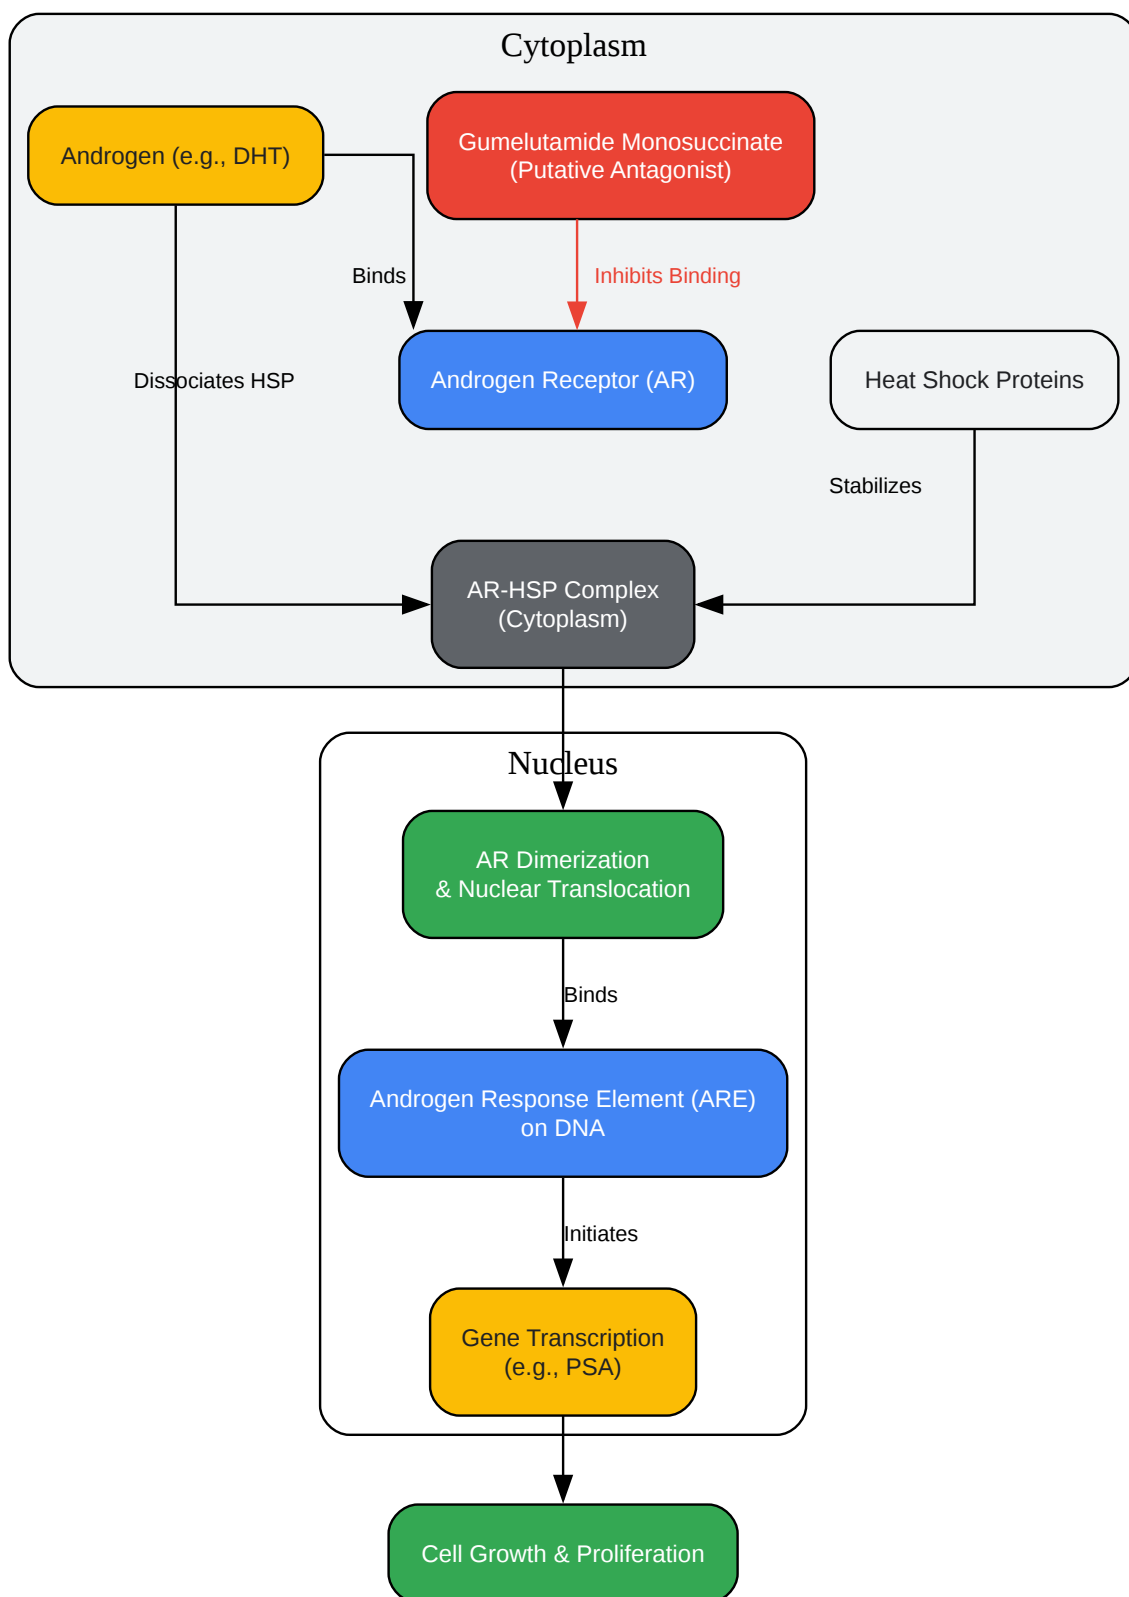 Cytoplasm
Androgen (e.g., DHT)
Gumelutamide Monosuccinate
(Putative Antagonist)
Binds
Inhibits Binding
Dissociates HSP
Androgen Receptor (AR)
Heat Shock Proteins
Stabilizes
AR-HSP Complex
(Cytoplasm)
Nucleus
AR Dimerization
& Nuclear Translocation
Binds
Androgen Response Element (ARE)
on DNA
Initiates
Gene Transcription
(e.g., PSA)
Cell Growth & Proliferation